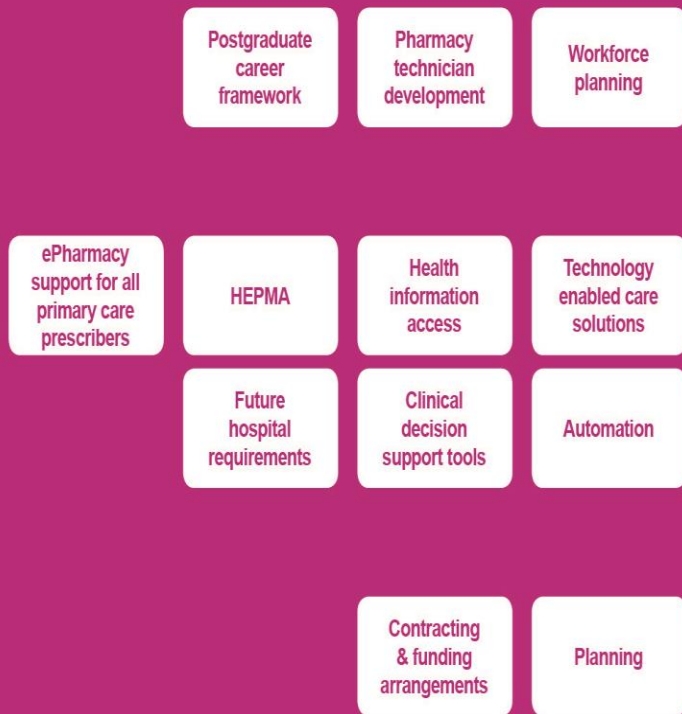 Postgraduate
career
framework
Pharmacy
technician
development
Workforce
planning
ePharmacy
support for all
primary care
prescribers
HEPMA
Health
information
access
Technology
enabled care
solutions
Future
hospital
requirements
Clinical
decision
support tools
Automation
Contracting
& funding
arrangements
Planning